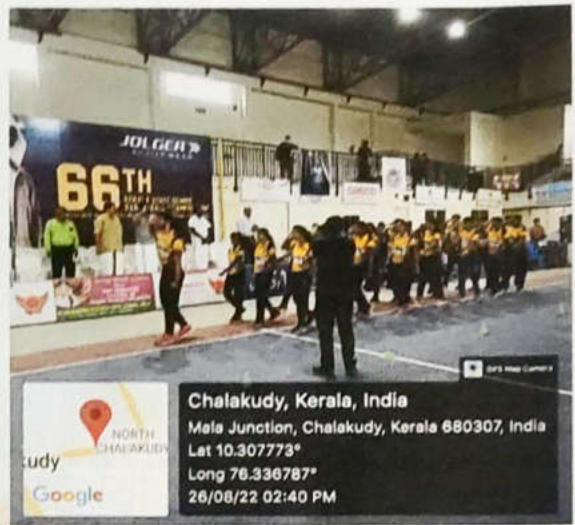 JOLGER
66TH
GPS Map Camera
NORTH
CHALAKUDY
udy
Google
Chalakudy, Kerala, India
Mala Junction, Chalakudy, Kerala 680307, India
Lat 10.307773°
Long 76.336787°
26/08/22 02:40 PM